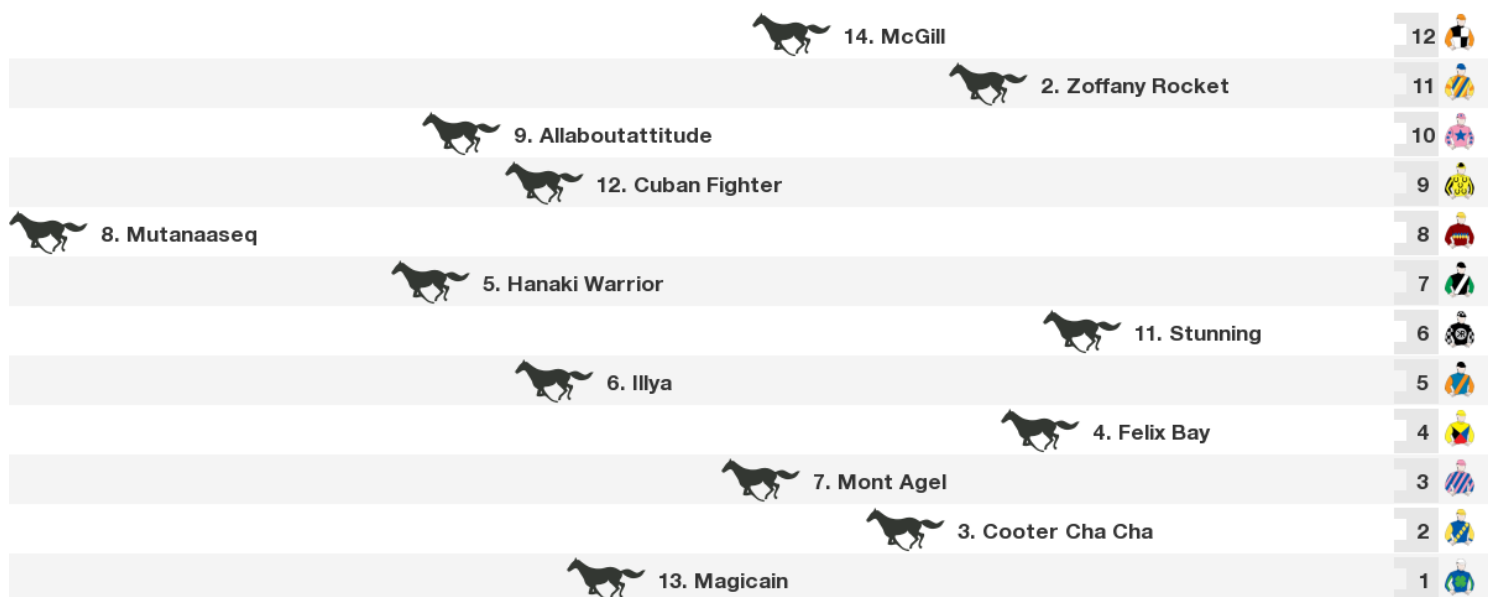 14. McGill 12
2. Zoffany Rocket 11
9. Allaboutattitude 10
12. Cuban Fighter 9
8. Mutanaaseq 8
5. Hanaki Warrior 7
11. Stunning 6
6. Illya 5
4. Felix Bay 4
7. Mont Agel 3
3. Cooter Cha Cha 2
13. Magicain 1